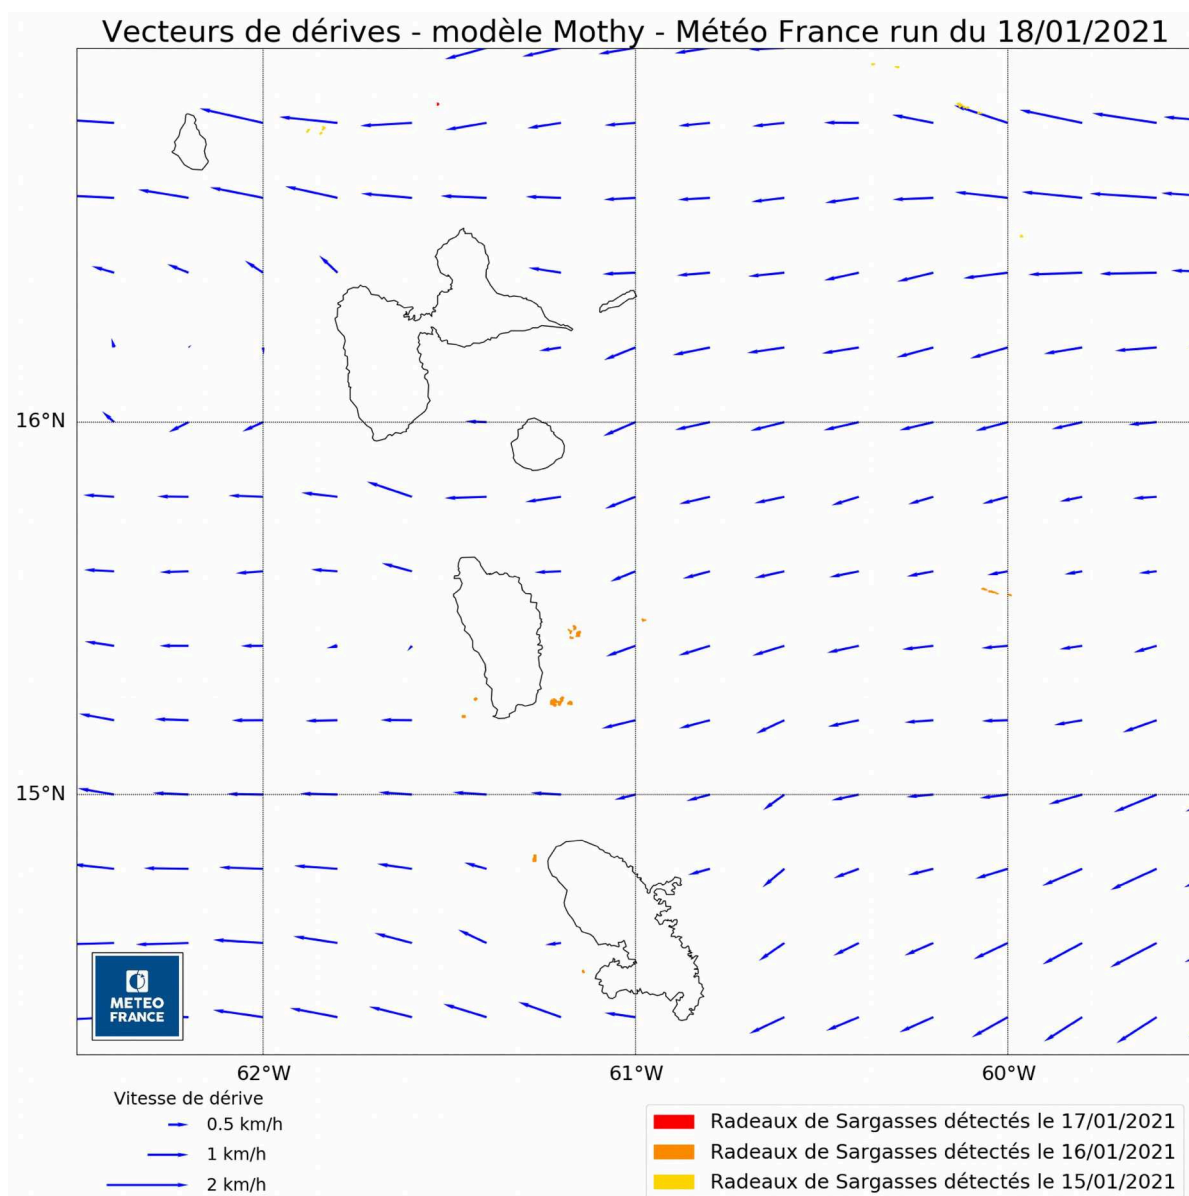 Vecteurs de dérives - modèle Mothy - Météo France run du 18/01/2021
16°N
15°N
METEO
FRANCE
62°W
61°W
60°W
Vitesse de dérive
0.5 km/h
1 km/h
2 km/h
Radeaux de Sargasses détectés le 17/01/2021
Radeaux de Sargasses détectés le 16/01/2021
Radeaux de Sargasses détectés le 15/01/2021